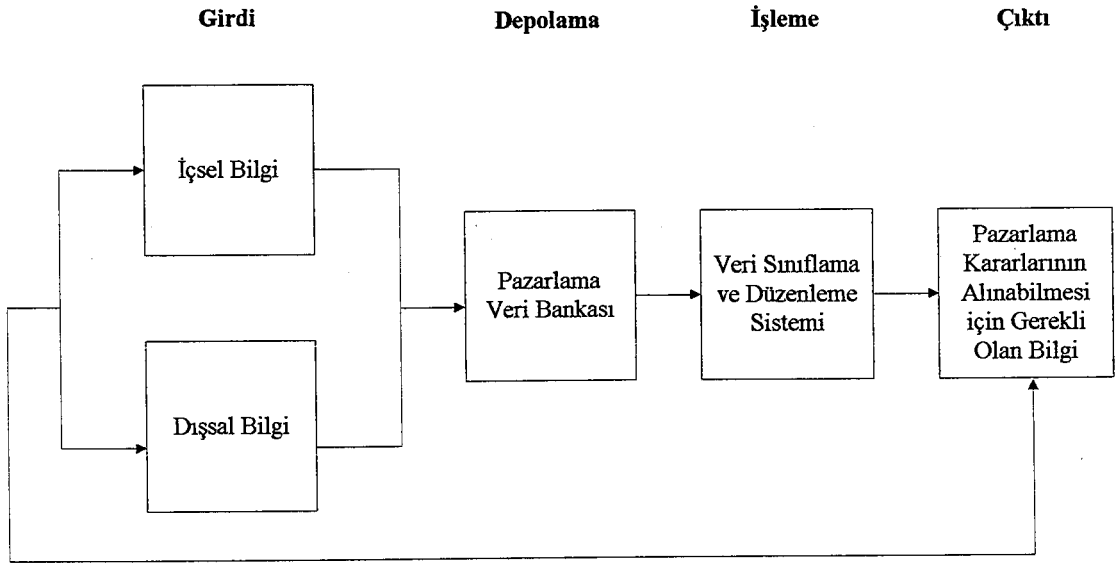 Girdi
Depolama
İşleme
Çıktı
İçsel Bilgi
Dışsal Bilgi
Pazarlama
Veri Bankası
Veri Sınıflama
ve Düzenleme
Sistemi
Pazarlama
Kararlarının
Alınabilmesi
için Gerekli
Olan Bilgi